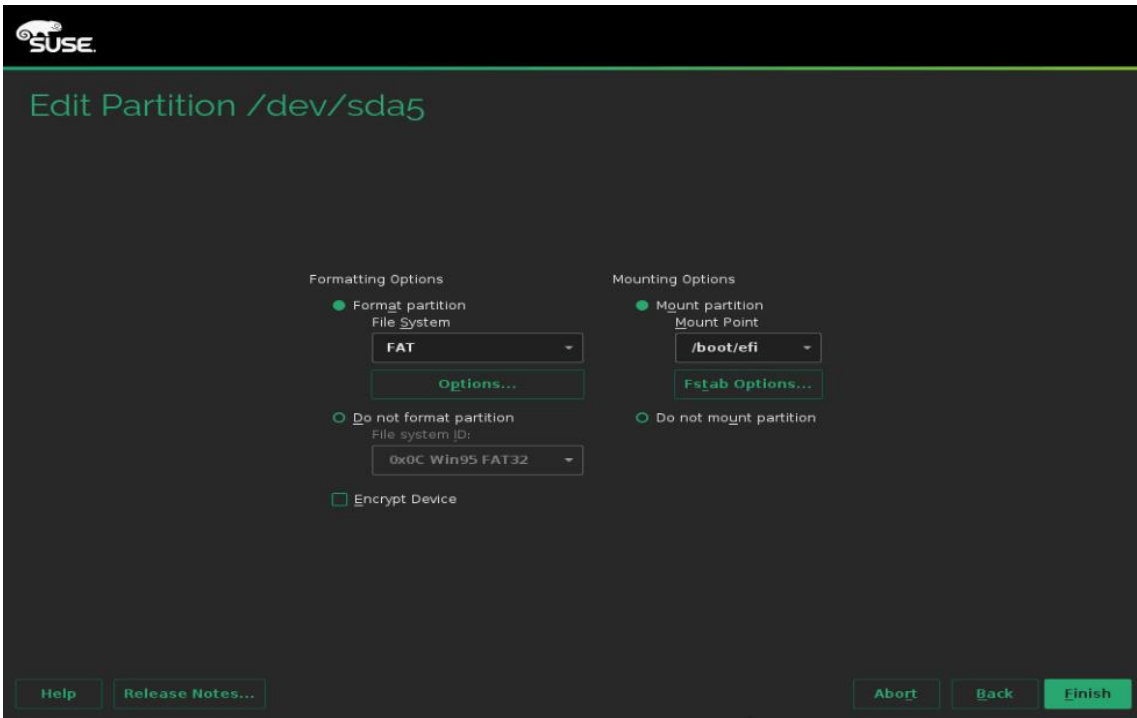 SUSE.
Edit Partition /dev/sda5
Formatting Options
Format partition
File System
FAT
Options...
Do not format partition
File system ID:
0x0C Win95 FAT32
Encrypt Device
Mounting Options
Mount partition
Mount Point
/boot/efi
Fstab Options...
Do not mount partition
Help
Release Notes...
Abort
Back
Finish